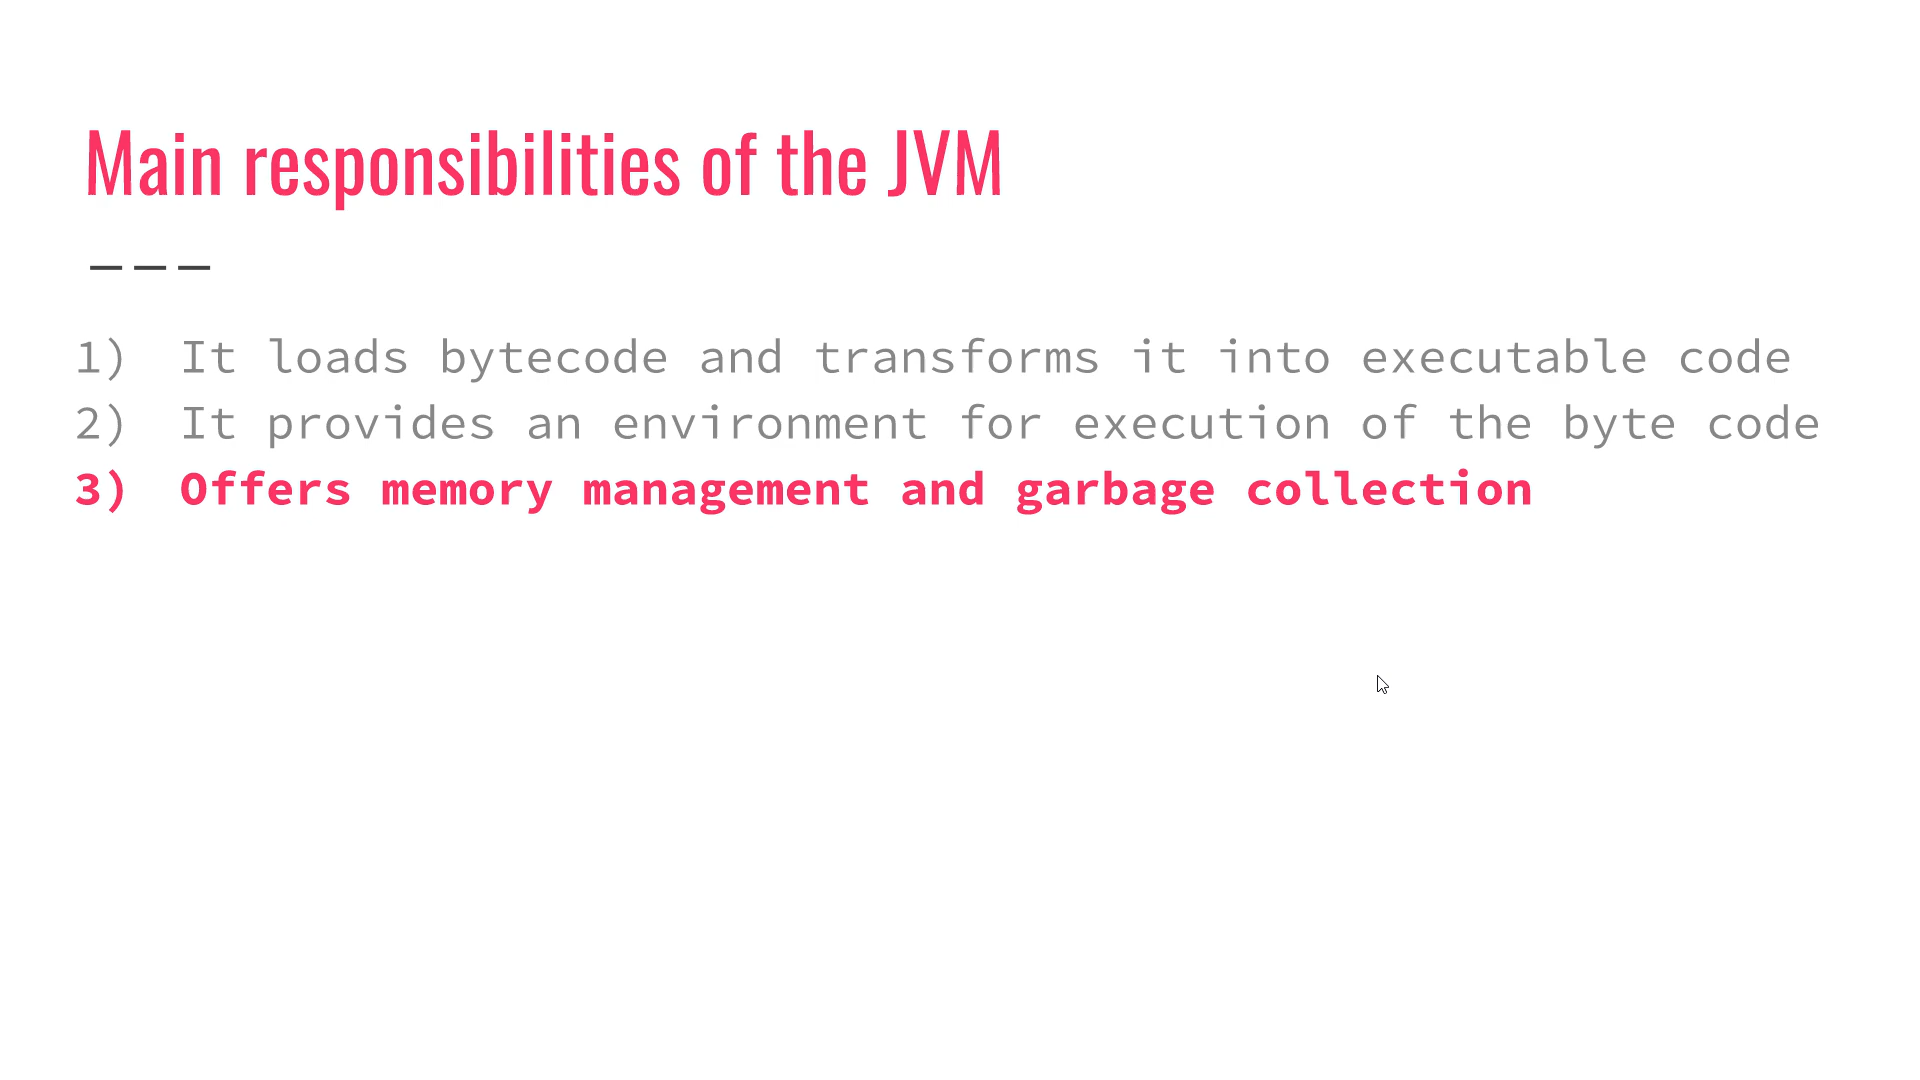 Main responsibilities of the JVM
———
1) It loads bytecode and transforms it into executable code
2) It provides an environment for execution of the byte code
3) Offers memory management and garbage collection